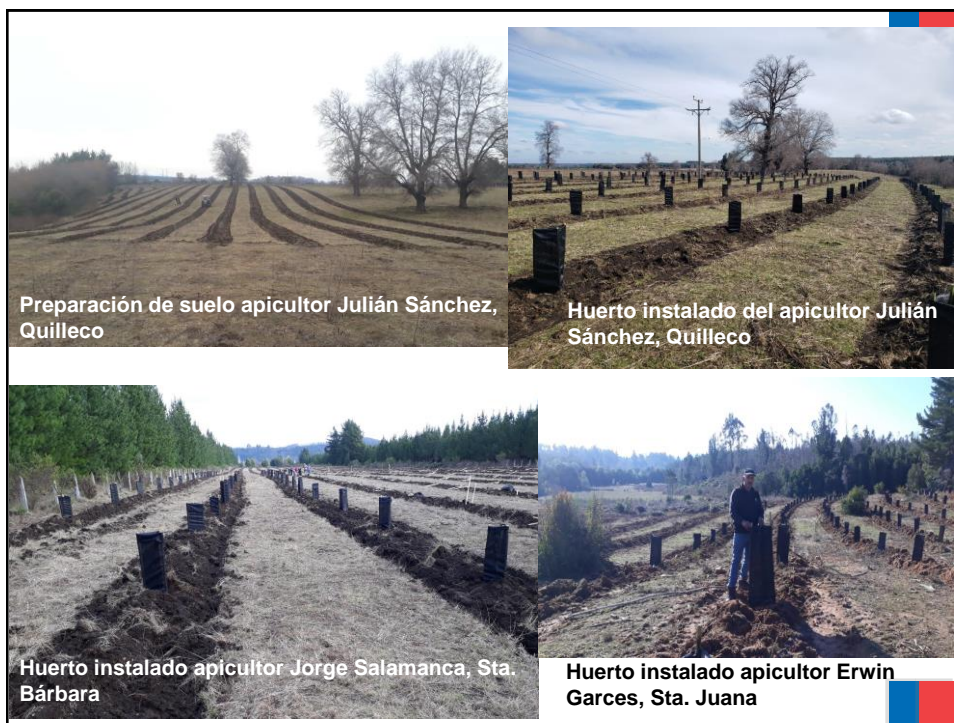 Preparación de suelo apicultor Julián Sánchez,
Quilleco
Huerto instalado del apicultor Julián
Sánchez, Quilleco
Huerto instalado apicultor Jorge Salamanca, Sta.
Bárbara
Huerto instalado apicultor Erwin
Garces, Sta. Juana